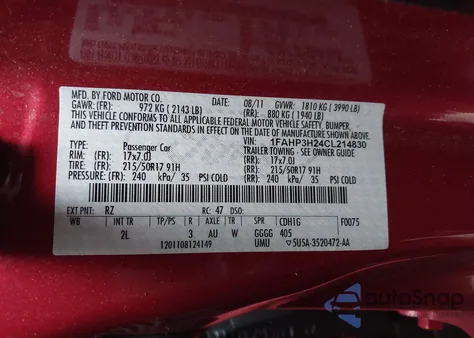 MFD. BY FORD MOTOR CO.
DATE: 08/11 GVWR: 1810 KG ( 3990 LB)
GAWR: (FR): 972 KG ( 2143 LB) (RR): 880 KG ( 1940 LB)
THIS VEHICLE CONFORMS TO ALL APPLICABLE FEDERAL MOTOR VEHICLE SAFETY, BUMPER,
AND THEFT PREVENTION STANDARDS IN EFFECT ON THE DATE OF MANUFACTURE SHOWN ABOVE.
VIN: 1FAHP3H24CL214830
TYPE: Passenger Car TRAILER TOWING - SEE OWNER GUIDE
RIM: (FR): 17x7.0J (RR): 17x7.0J
TIRE: (FR): 215/50R17 91H (RR): 215/50R17 91H
PRESSURE: (FR): 240 kPa/ 35 PSI COLD (RR): 240 kPa/ 35 PSI COLD
EXT PNT: RZ RC: 47 DSO:
WB INT TR TP/PS R AXLE TR SPR CDH1G F0075
2L 3 AU W GGGG 405
1201108124149 UMU 5U5A-3520472-AA
autoSnap